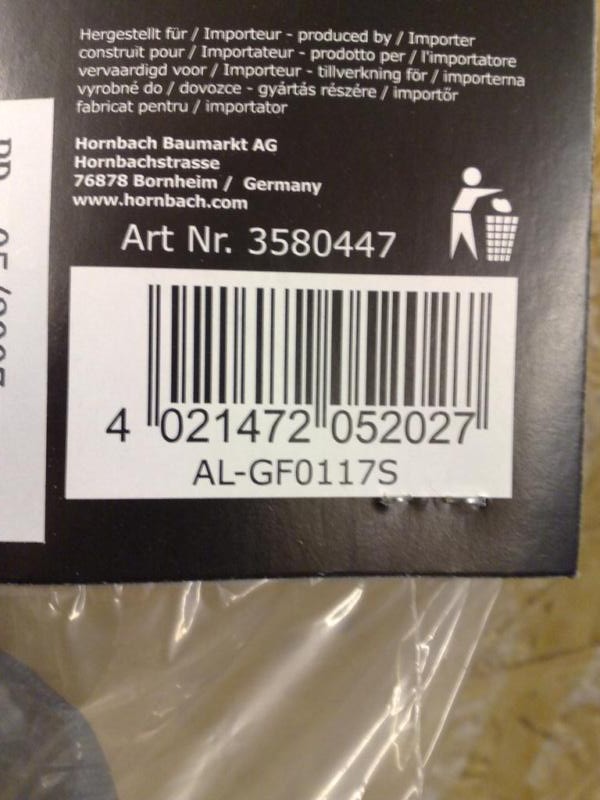 Hergestellt für / Importeur - produced by / Importer
construit pour / Importateur - prodotto per / l'importatore
vervaardigd voor / Importeur - tillverkning för / importerna
vyrobné do / dovozce - gyártás részére / importőr
fabricat pentru / importator
Hornbach Baumarkt AG
Hornbachstrasse
76878 Bornheim / Germany
www.hornbach.com
Art Nr. 3580447
4 021472 052027
AL-GF0117S